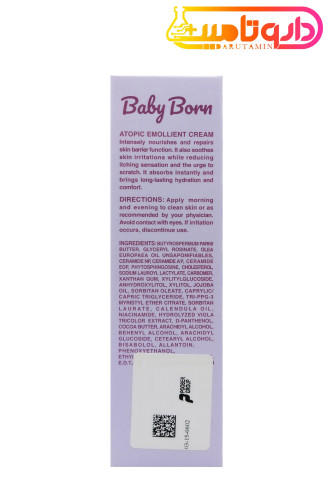 داروتامین
DARUTAMIN
Baby Born
ATOPIC EMOLLIENT CREAM
Intensely nourishes and repairs
skin barrier function. It also soothes
skin irritations while reducing
itching sensation and the urge to
scratch. It absorbs instantly and
brings long-lasting hydration and
comfort.
DIRECTIONS: Apply morning
and evening to clean skin or as
recommended by your physician.
Avoid contact with eyes. If irritation
occurs, discontinue use.
INGREDIENTS: BUTYROSPERMUM PARKII
BUTTER, GLYCERYL ROSINATE, OLEA
EUROPAEA OIL UNSAPONIFIABLES,
CERAMIDE NP, CERAMIDE AP, CERAMIDE
EOP, PHYTOSPHINGOSINE, CHOLESTEROL,
SODIUM LAUROYL LACTYLATE, CARBOMER,
XANTHAN GUM, XYLITYLGLUCOSIDE,
ANHYDROXYLITOL, XYLITOL, JOJOBA
OIL, SORBITAN OLEATE, CAPRYLIC/
CAPRIC TRIGLYCERIDE, TRI-PPG-3
MYRISTYL ETHER CITRATE, SORBITAN
LAURATE, CALENDULA OIL,
NIACINAMIDE, HYDROLYZED VIOLA
TRICOLOR EXTRACT, D-PANTHENOL,
COCOA BUTTER, ARACHIDYL ALCOHOL,
BEHENYL ALCOHOL, ARACHIDYL
GLUCOSIDE, CETEARYL ALCOHOL,
BISABOLOL, ALLANTOIN,
PHENOXYETHANOL,
ETHY
E.D.T.
POOBER
GROUP